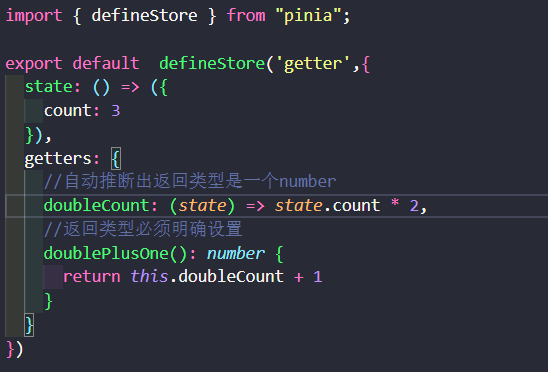 import { defineStore } from "pinia";
export default  defineStore('getter',{
state: () => ({
count: 3
}),
getters: {
//自动推断出返回类型是一个number
doubleCount: (state) => state.count * 2,
//返回类型必须明确设置
doublePlusOne(): number {
return this.doubleCount + 1
}
}
})